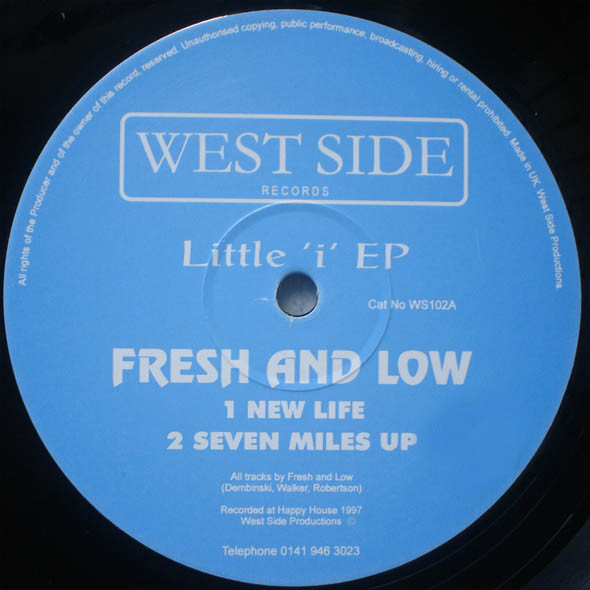 All rights of the Producer and of the owner of this record, reserved. Unauthorised copying, public performance, broadcasting, hiring or rental prohibited. Made in UK. West Side Productions
WEST SIDE
RECORDS
Little 'i' EP
Cat No WS102A
FRESH AND LOW
1 NEW LIFE
2 SEVEN MILES UP
All tracks by Fresh and Low
(Dembinski, Walker, Robertson)
Recorded at Happy House 1997
West Side Productions ©
Telephone 0141 946 3023